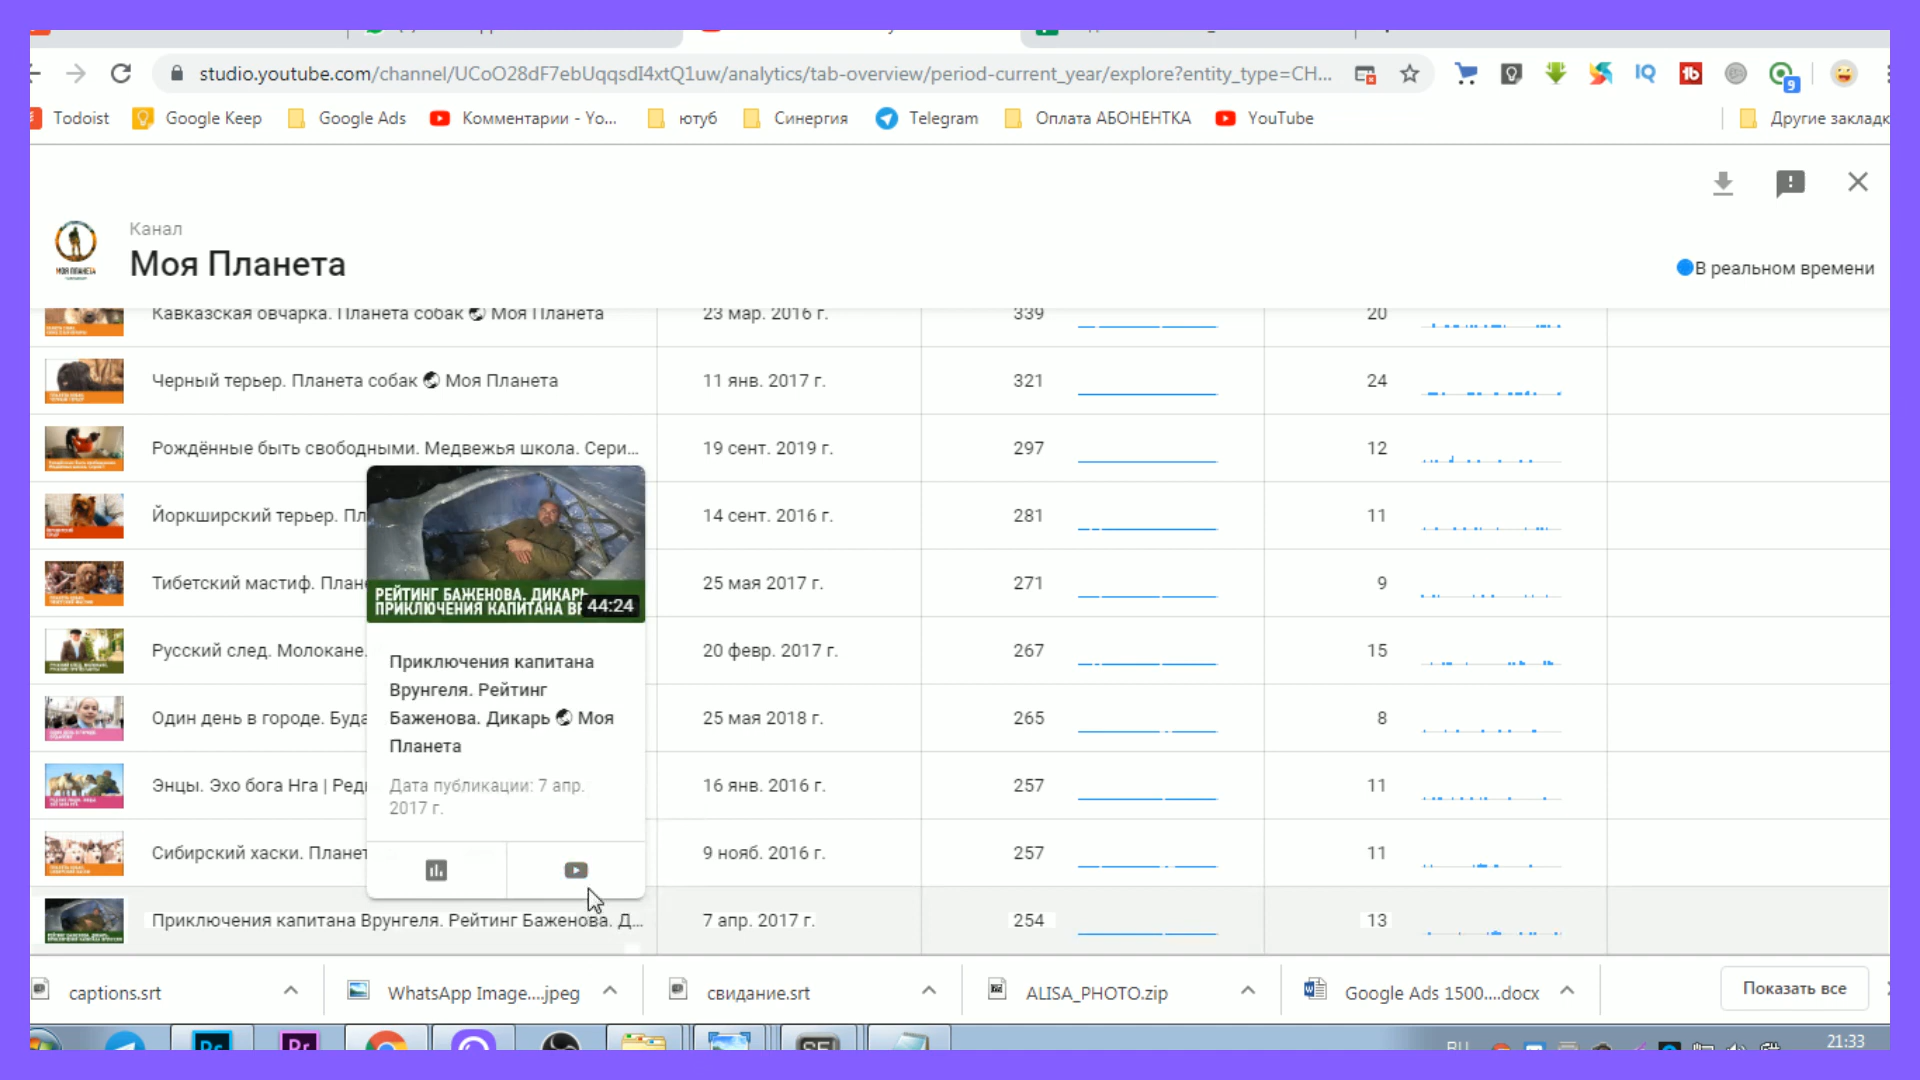 studio.youtube.com/channel/UCoO28dF7ebUqqsdI4xtQ1uw/analytics/tab-overview/period-current_year/explore?entity_type=CH...
IQ
9
Todoist
Google Keep
Google Ads
Комментарии - Yo...
ютуб
Синергия
Telegram
Оплата АБОНЕНТКА
YouTube
Другие закладк
Канал
Моя Планета
МОЯ ПЛАНЕТА
В реальном времени
Кавказская овчарка. Планета собак Моя Планета 23 мар. 2016 г. 339 20
Черный терьер. Планета собак Моя Планета 11 янв. 2017 г. 321 24
Рождённые быть свободными. Медвежья школа. Сери... 19 сент. 2019 г. 297 12
Йоркширский терьер. Пл 14 сент. 2016 г. 281 11
Тибетский мастиф. План 25 мая 2017 г. 271 9
Русский след. Молокане. 20 февр. 2017 г. 267 15
Один день в городе. Буда 25 мая 2018 г. 265 8
Энцы. Эхо бога Нга | Ред 16 янв. 2016 г. 257 11
Сибирский хаски. Планет 9 нояб. 2016 г. 257 11
РЕЙТИНГ БАЖЕНОВА. ДИКАРЬ.
ПРИКЛЮЧЕНИЯ КАПИТАНА ВР
44:24
Приключения капитана
Врунгеля. Рейтинг
Баженова. Дикарь Моя
Планета
Дата публикации: 7 апр.
2017 г.
Приключения капитана Врунгеля. Рейтинг Баженова. Д... 7 апр. 2017 г. 254 13
captions.srt
WhatsApp Image....jpeg
свидание.srt
ALISA_PHOTO.zip
Google Ads 1500....docx
Показать все
RU
21:33